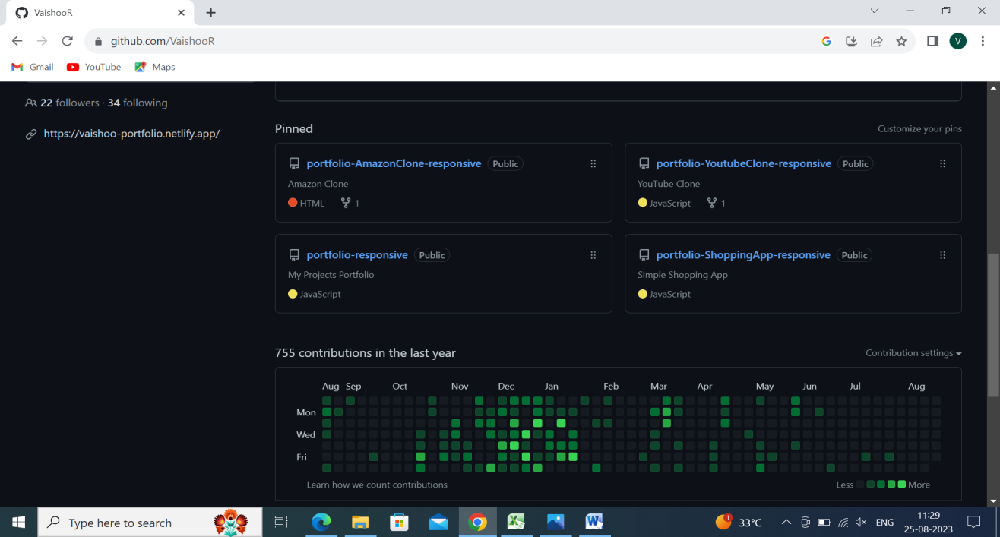 VaishooR
github.com/VaishooR
Gmail YouTube Maps
22 followers · 34 following
https://vaishoo-portfolio.netlify.app/
Pinned
Customize your pins
portfolio-AmazonClone-responsive Public
Amazon Clone
HTML 1
portfolio-YoutubeClone-responsive Public
YouTube Clone
JavaScript 1
portfolio-responsive Public
My Projects Portfolio
JavaScript
portfolio-ShoppingApp-responsive Public
Simple Shopping App
JavaScript
755 contributions in the last year
Contribution settings
Aug Sep Oct Nov Dec Jan Feb Mar Apr May Jun Jul Aug
Mon
Wed
Fri
Learn how we count contributions
Less More
Type here to search
1
33°C
ENG
11:29
25-08-2023
V